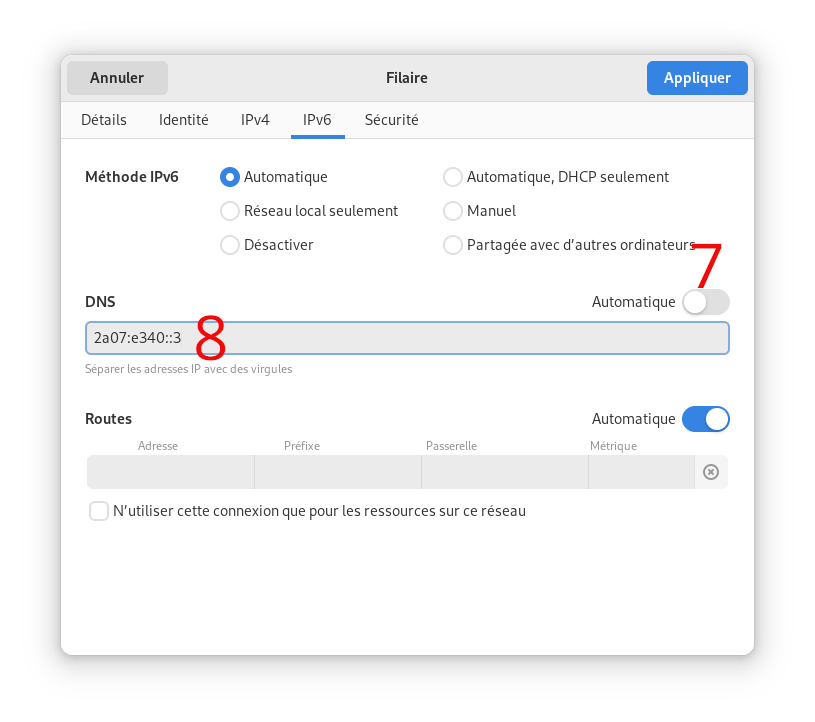 Annuler Filaire Appliquer
Détails Identité IPv4 IPv6 Sécurité
Méthode IPv6 Automatique Automatique, DHCP seulement
Réseau local seulement Manuel
Désactiver Partagée avec d’autres ordinateurs
7
DNS Automatique
2a07:e340::3 8
Séparer les adresses IP avec des virgules
Routes Automatique
Adresse Préfixe Passerelle Métrique
N’utiliser cette connexion que pour les ressources sur ce réseau